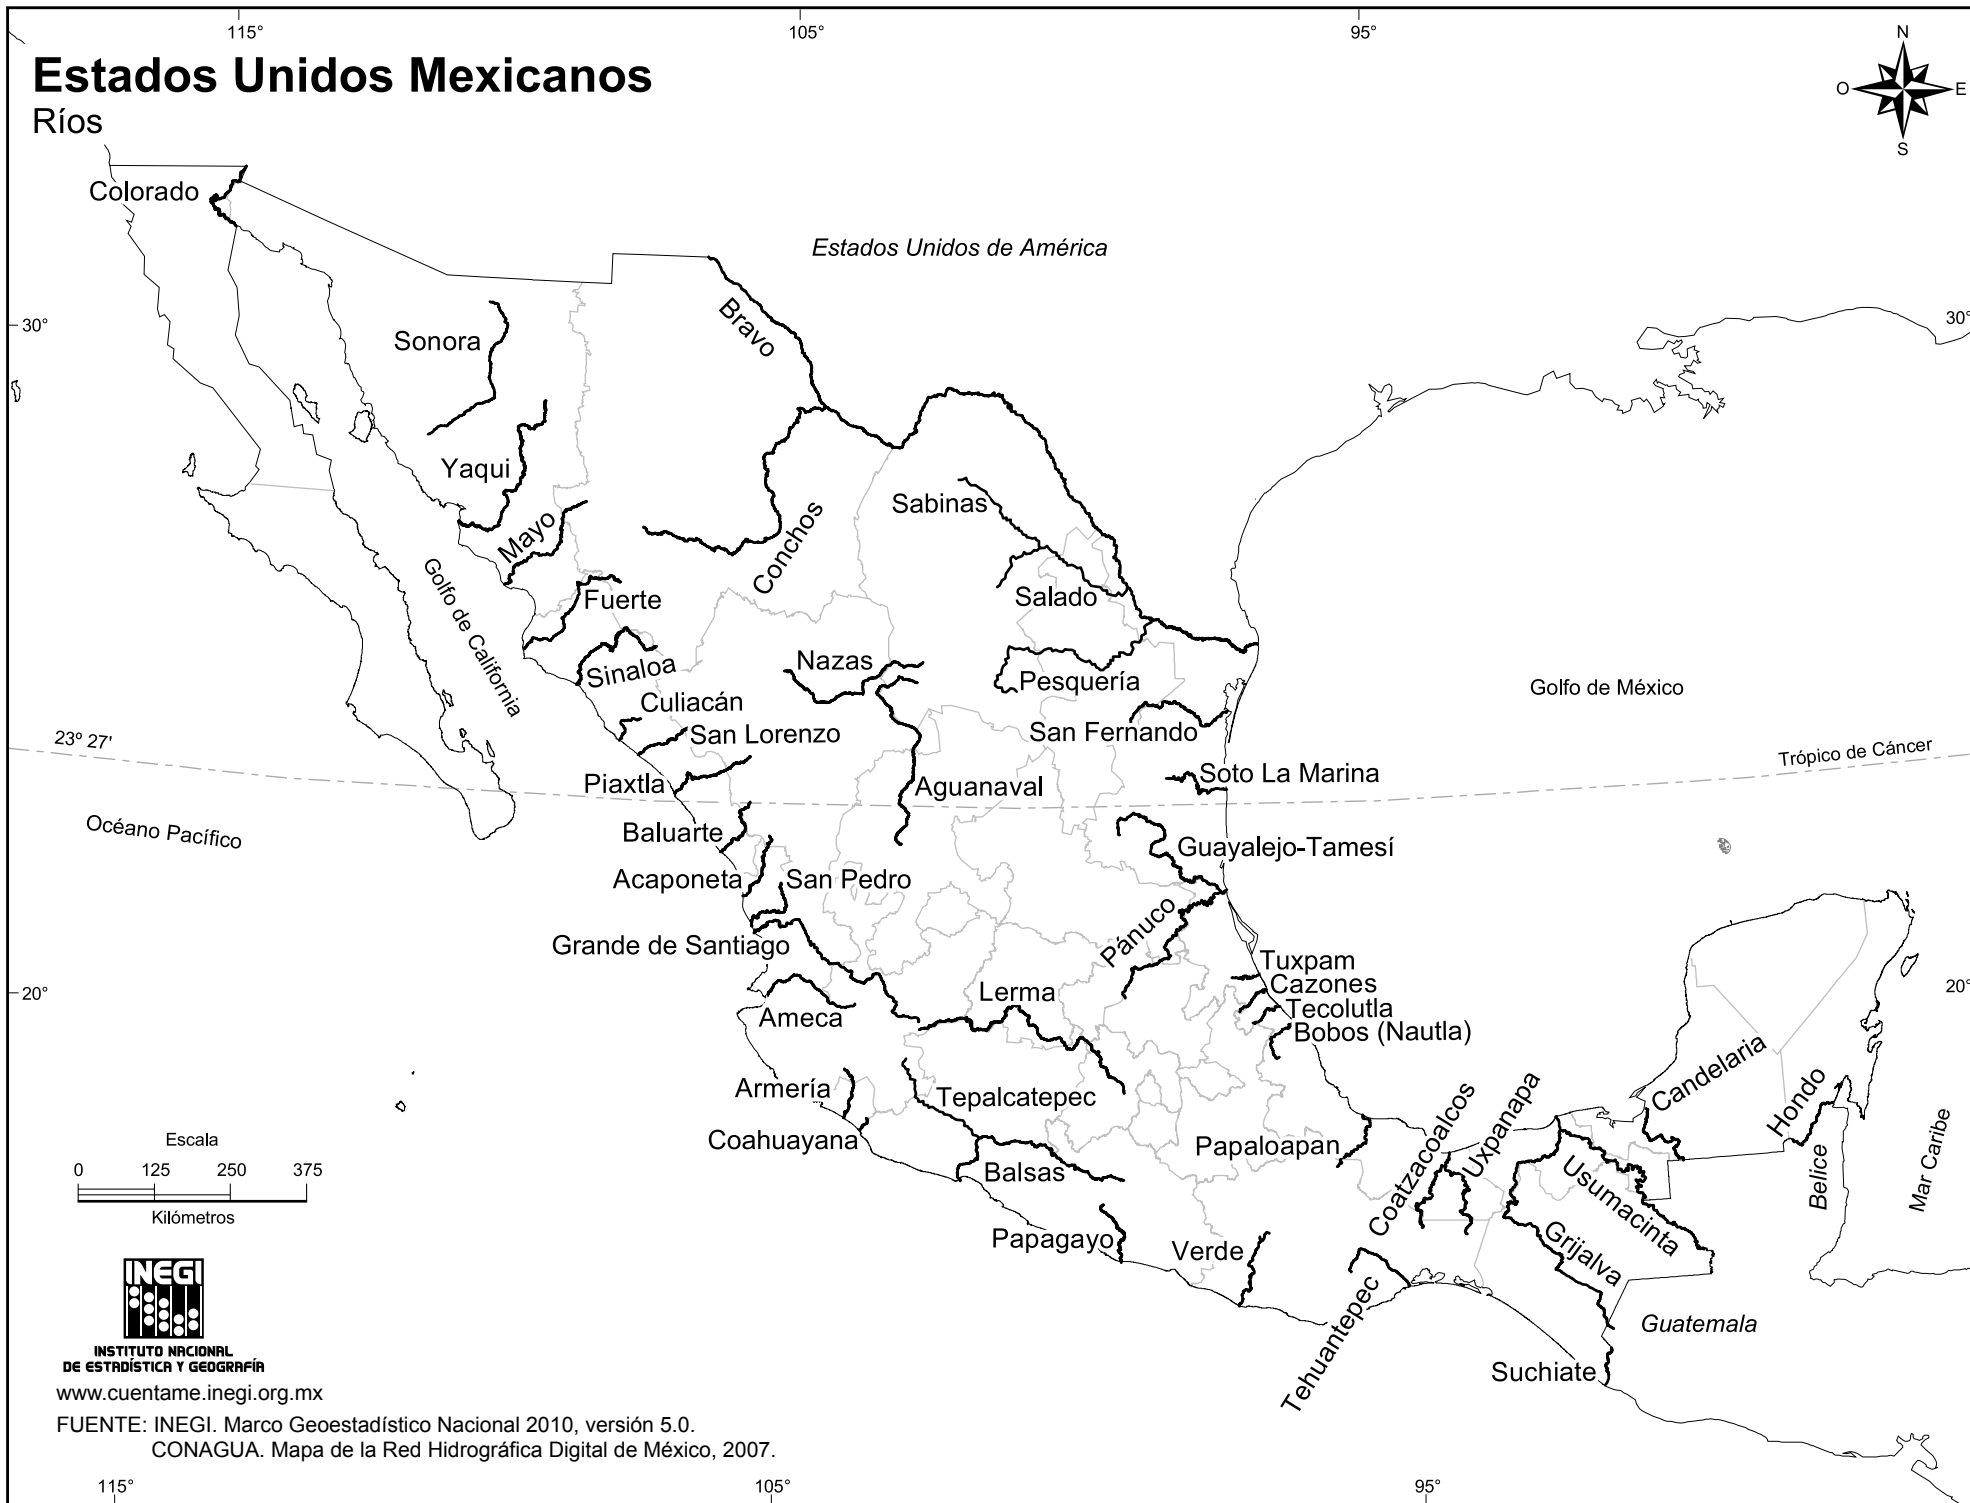 115°
105°
95°
Estados Unidos Mexicanos
Ríos
N
O
E
S
Colorado
Estados Unidos de América
30°
30°
Sonora
Bravo
Yaqui
Sabinas
Mayo
Conchos
Golfo de California
Fuerte
Salado
Sinaloa
Nazas
Pesquería
Golfo de México
Culiacán
San Lorenzo
San Fernando
23° 27'
Trópico de Cáncer
Piaxtla
Aguanaval
Soto La Marina
Océano Pacífico
Baluarte
Guayalejo-Tamesí
Acaponeta
San Pedro
Pánuco
Grande de Santiago
Tuxpam
20°
Cazones
20°
Lerma
Tecolutla
Ameca
Bobos (Nautla)
Armería
Tepalcatepec
Candelaria
Hondo
Coahuayana
Papaloapan
Coatzacoalcos
Uxpanapa
Balsas
Usumacinta
Belice
Mar Caribe
Papagayo
Verde
Grijalva
Tehuantepec
Guatemala
Suchiate
Escala
0 125 250 375
Kilómetros
INEGI
INSTITUTO NACIONAL
DE ESTADÍSTICA Y GEOGRAFÍA
www.cuentame.inegi.org.mx
FUENTE: INEGI. Marco Geoestadístico Nacional 2010, versión 5.0.
CONAGUA. Mapa de la Red Hidrográfica Digital de México, 2007.
115°
105°
95°